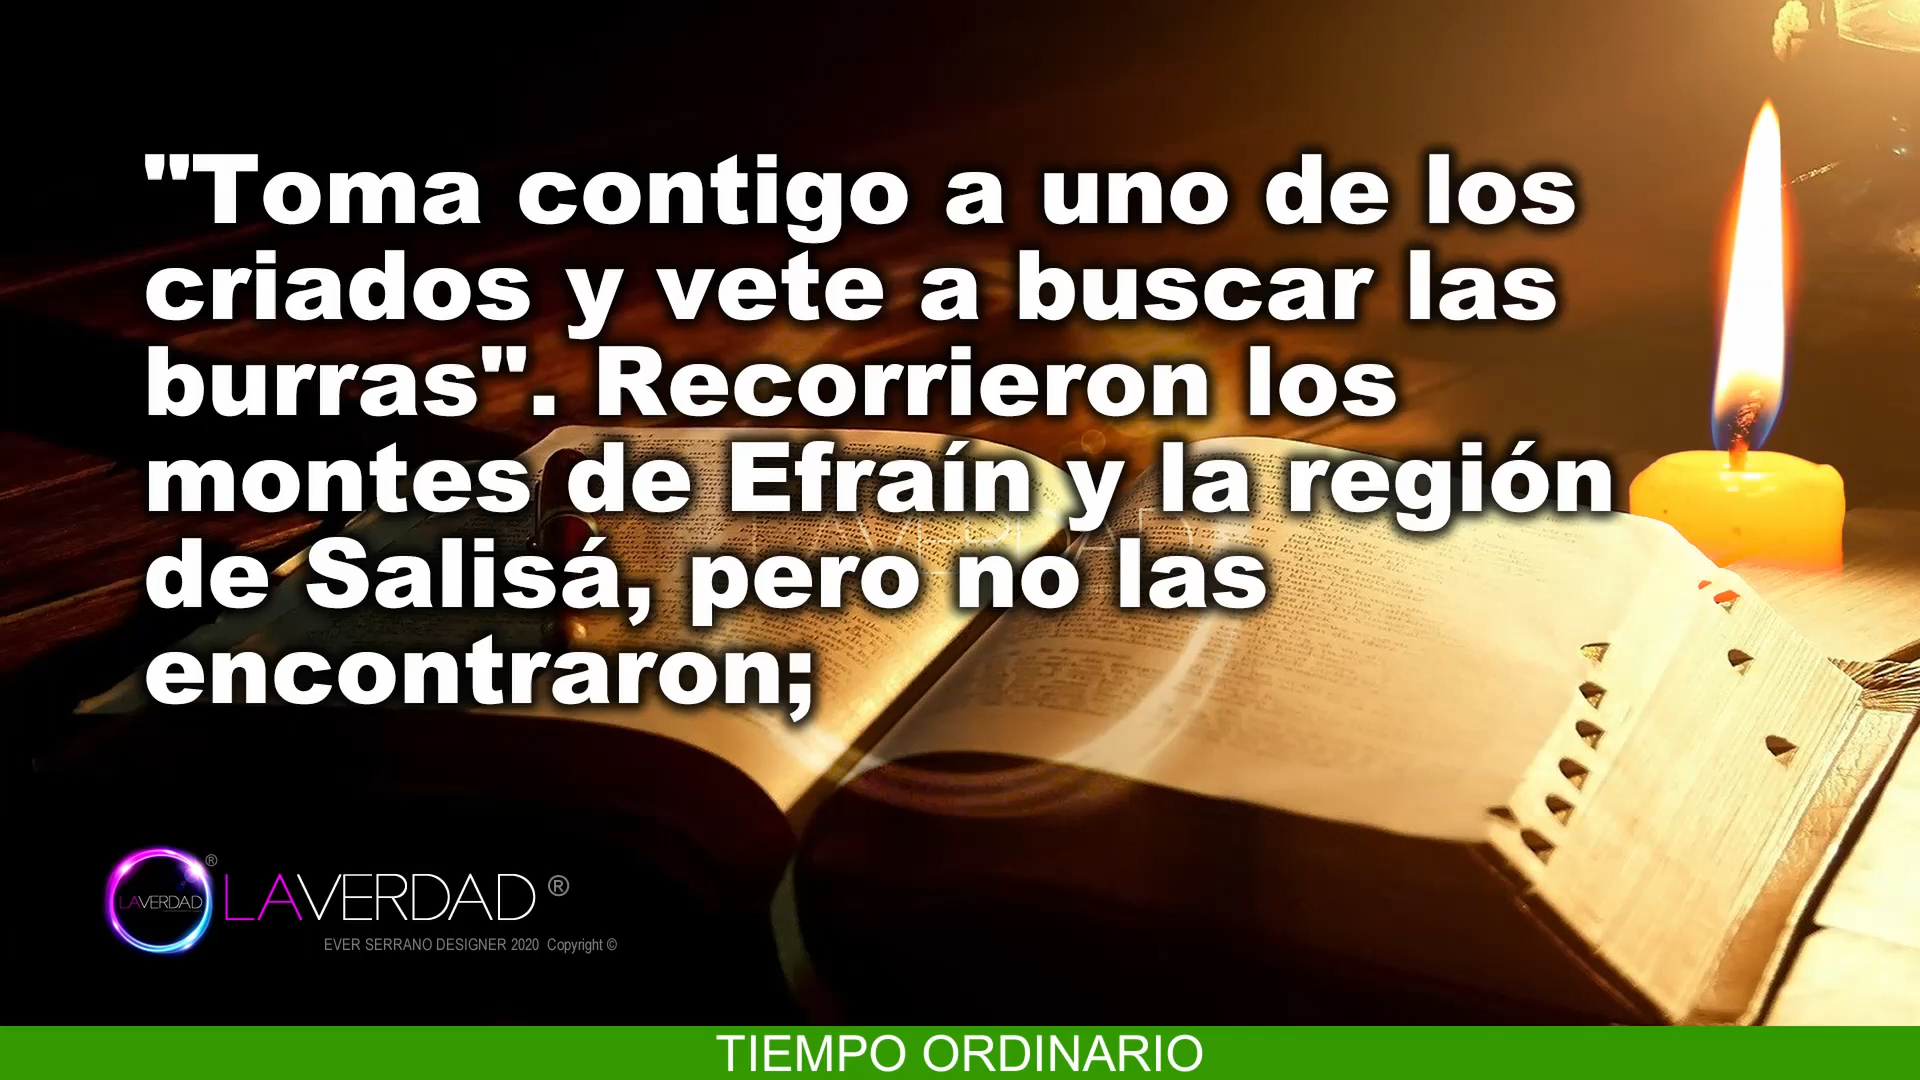 "Toma contigo a uno de los
criados y vete a buscar las
burras". Recorrieron los
montes de Efraín y la región
de Salisá, pero no las
encontraron;
LAVERDAD ®
LAVERDAD ®
EVER SERRANO DESIGNER 2020 Copyright ©
TIEMPO ORDINARIO